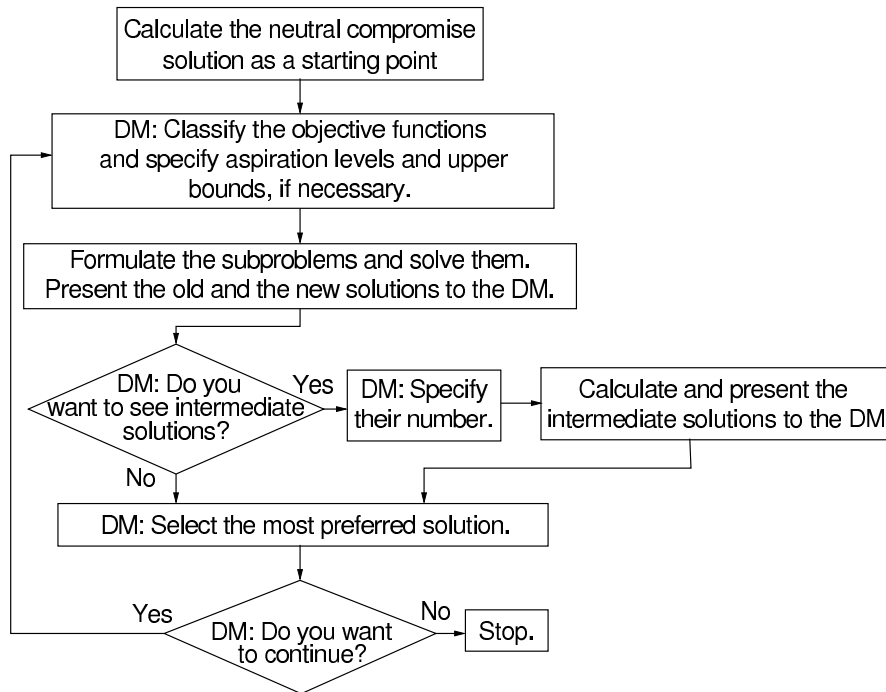 Calculate the neutral compromise
solution as a starting point
DM: Classify the objective functions
and specify aspiration levels and upper
bounds, if necessary.
Formulate the subproblems and solve them.
Present the old and the new solutions to the DM.
DM: Do you
want to see intermediate
solutions?
Yes
DM: Specify
their number.
Calculate and present the
intermediate solutions to the DM
No
DM: Select the most preferred solution.
Yes
DM: Do you want
to continue?
No
Stop.